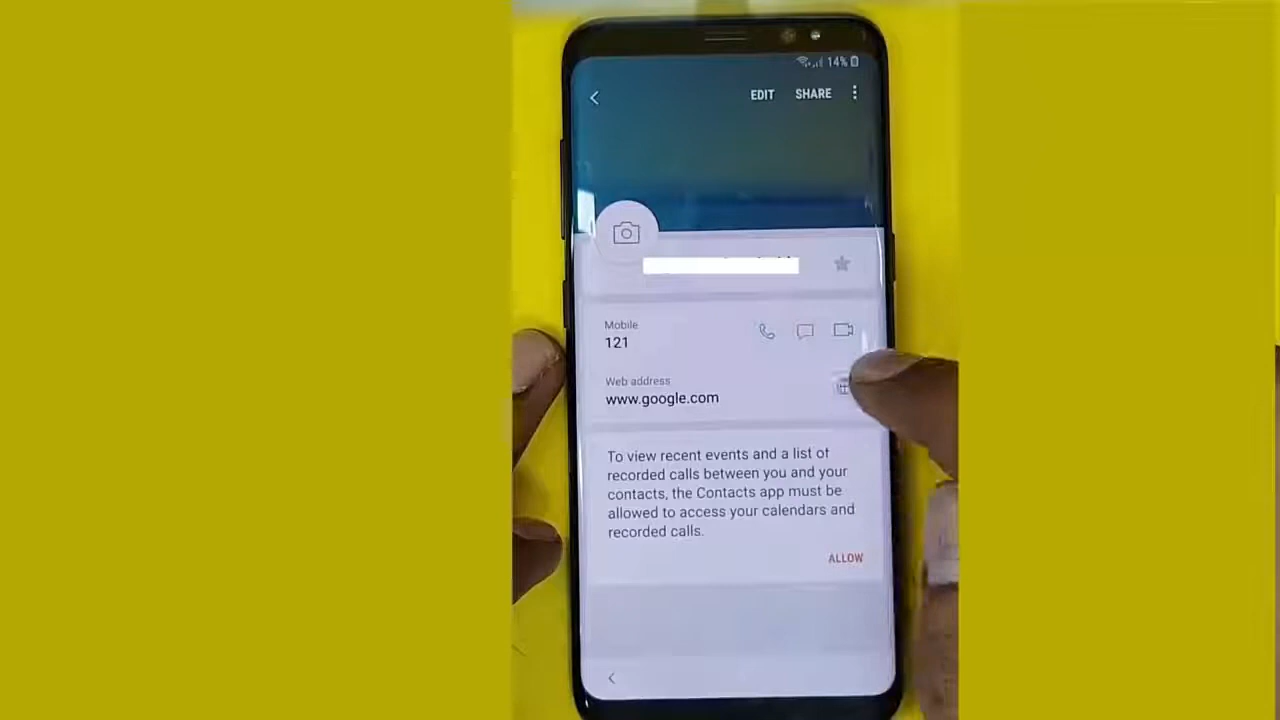 14%
EDIT SHARE
Mobile
121
Web address
www.google.com
To view recent events and a list of
recorded calls between you and your
contacts, the Contacts app must be
allowed to access your calendars and
recorded calls.
ALLOW